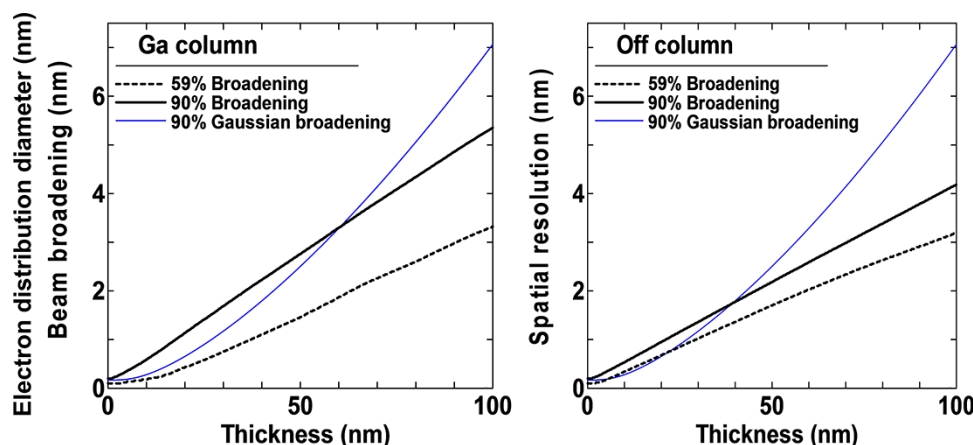 Electron distribution diameter (nm)
Beam broadening (nm)
Ga column
59% Broadening
90% Broadening
90% Gaussian broadening
6
4
2
0
0
50
100
Thickness (nm)
Spatial resolution (nm)
Off column
59% Broadening
90% Broadening
90% Gaussian broadening
6
4
2
0
0
50
100
Thickness (nm)